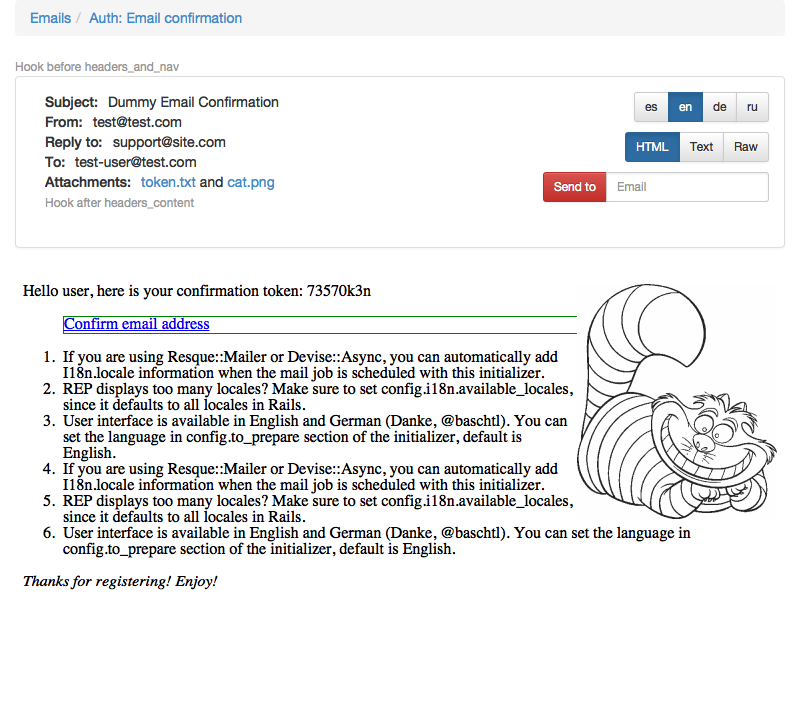 Emails / Auth: Email confirmation
Hook before headers_and_nav
Subject: Dummy Email Confirmation
From: test@test.com
Reply to: support@site.com
To: test-user@test.com
Attachments: token.txt and cat.png
Hook after headers_content
es en de ru
HTML Text Raw
Send to Email
Hello user, here is your confirmation token: 73570k3n
Confirm email address
1. If you are using Resque::Mailer or Devise::Async, you can automatically add
I18n.locale information when the mail job is scheduled with this initializer.
2. REP displays too many locales? Make sure to set config.i18n.available_locales,
since it defaults to all locales in Rails.
3. User interface is available in English and German (Danke, @baschtl). You can
set the language in config.to_prepare section of the initializer, default is
English.
4. If you are using Resque::Mailer or Devise::Async, you can automatically add
I18n.locale information when the mail job is scheduled with this initializer.
5. REP displays too many locales? Make sure to set config.i18n.available_locales,
since it defaults to all locales in Rails.
6. User interface is available in English and German (Danke, @baschtl). You can set the language in
config.to_prepare section of the initializer, default is English.
Thanks for registering! Enjoy!